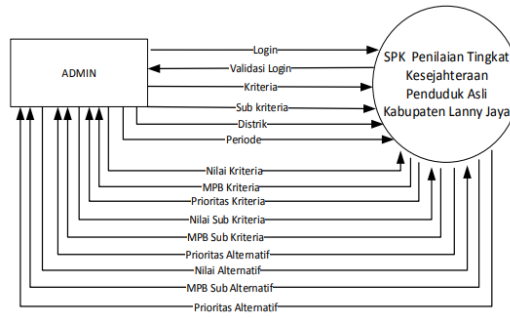 ADMIN
SPK Penilaian Tingkat
Kesejahteraan
Penduduk Asli
Kabupaten Lanny Jaya
Login
Validasi Login
Kriteria
Sub kriteria
Distrik
Periode
Nilai Kriteria
MPB Kriteria
Prioritas Kriteria
Nilai Sub Kriteria
MPB Sub Kriteria
Prioritas Alternatif
Nilai Alternatif
MPB Sub Alternatif
Prioritas Alternatif